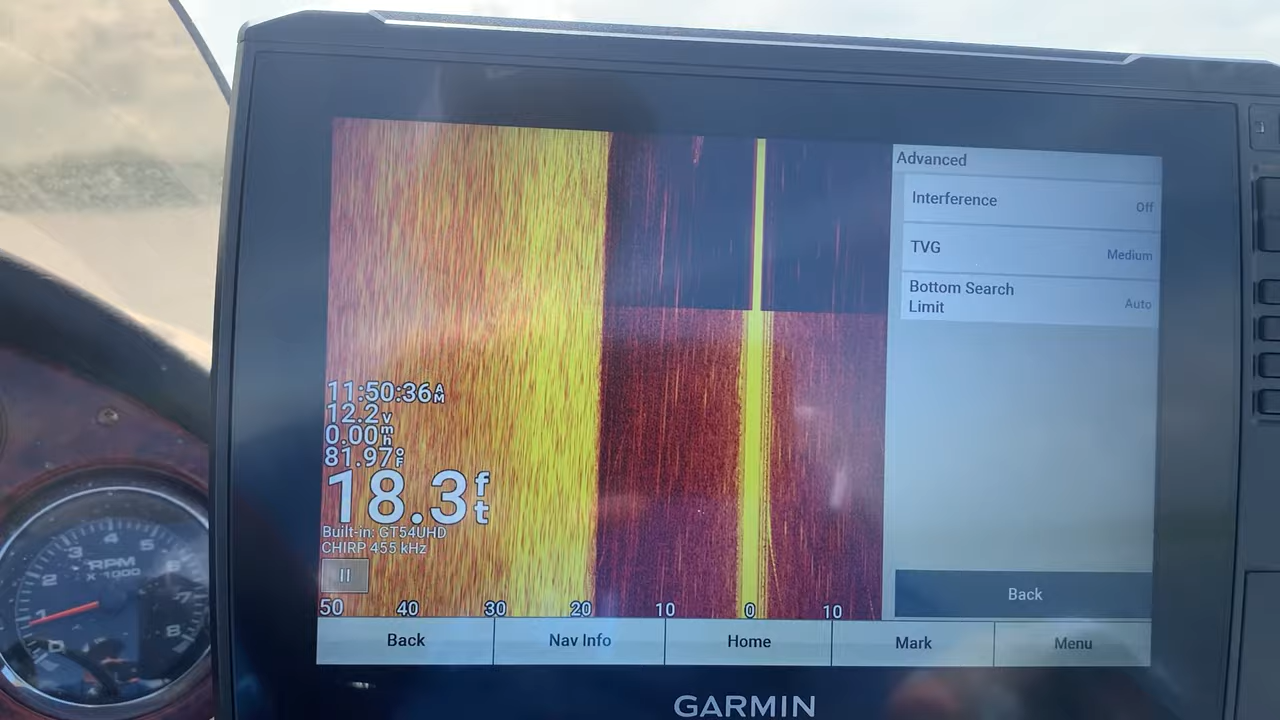 Advanced
Interference
Off
TVG
Medium
Bottom Search
Limit
Auto
11:50:36AM
12.2v
0.00mh
81.97°F
18.3ft
Built-in: GT54UHD
CHIRP 455 kHz
50 40 30 20 10 0 10
Back
Back Nav Info Home Mark Menu
GARMIN
RPM
X 1000
0 1 2 3 4 5 6 7 8